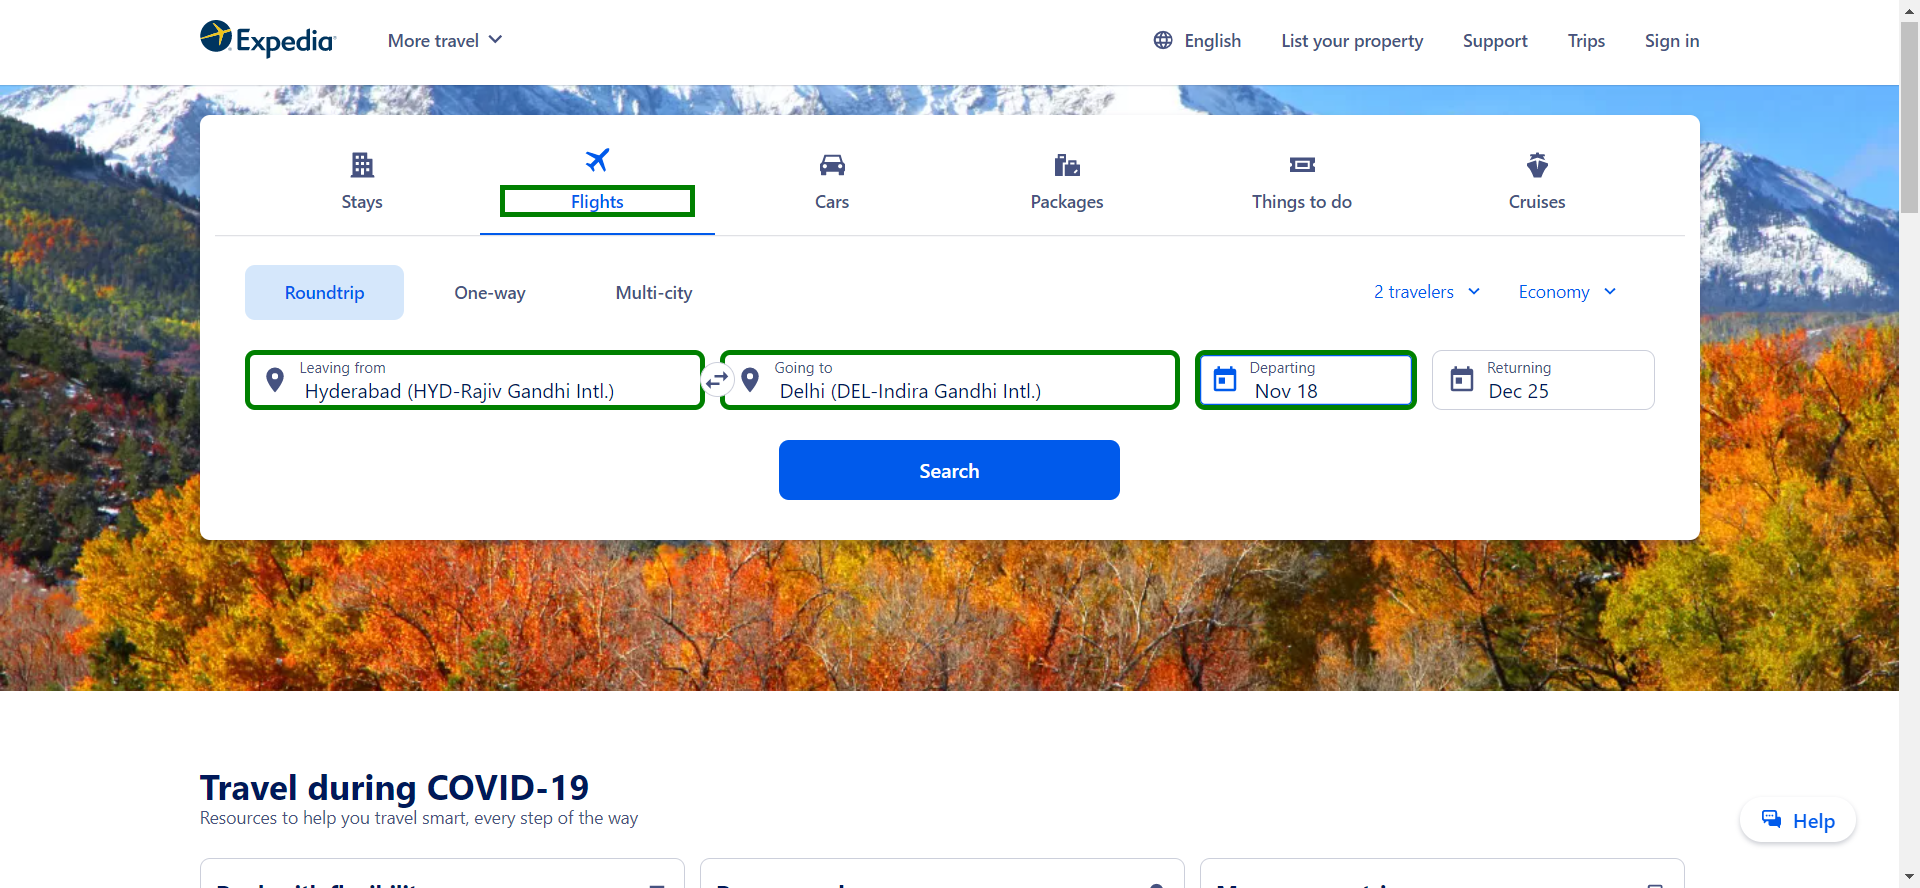 Expedia
More travel
English
List your property
Support
Trips
Sign in
Stays
Flights
Cars
Packages
Things to do
Cruises
Roundtrip
One-way
Multi-city
2 travelers
Economy
Leaving from
Hyderabad (HYD-Rajiv Gandhi Intl.)
Going to
Delhi (DEL-Indira Gandhi Intl.)
Departing
Nov 18
Returning
Dec 25
Search
Travel during COVID-19
Resources to help you travel smart, every step of the way
Help